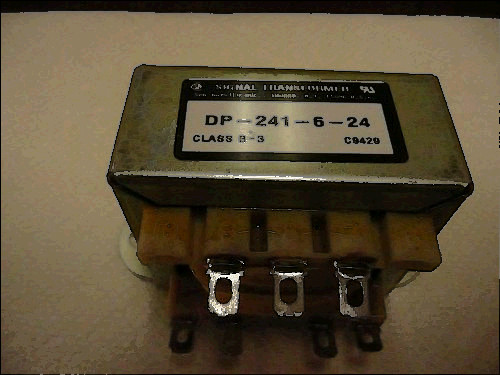 SIGNAL TRANSFORMER
DP-241-6-24
CLASS B-3 C9429